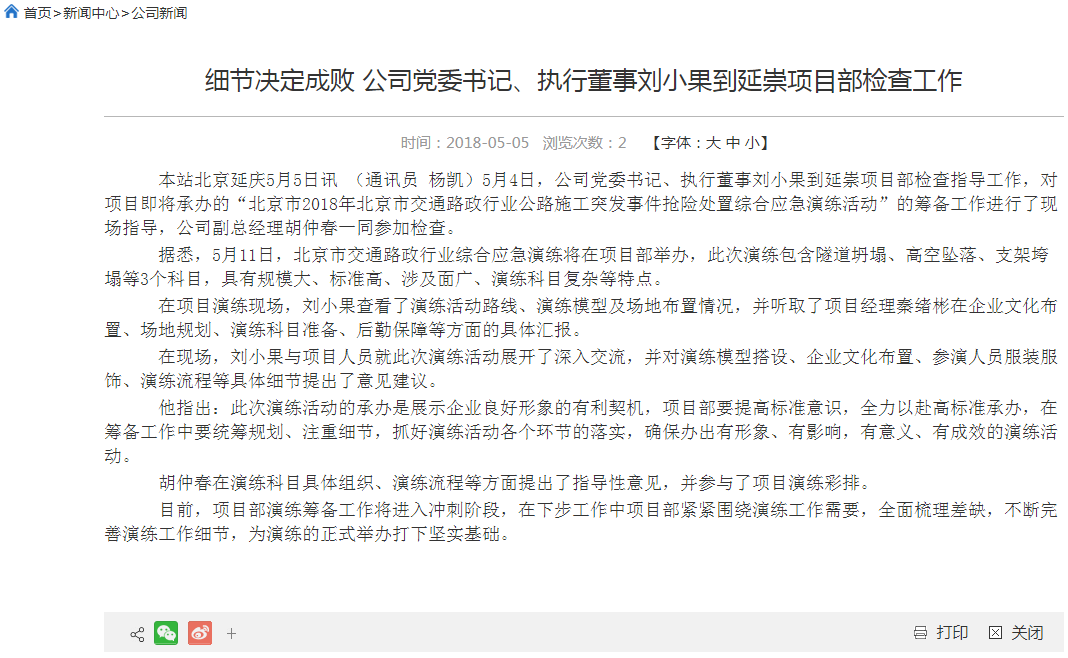 首页>新闻中心>公司新闻
细节决定成败 公司党委书记、执行董事刘小果到延崇项目部检查工作
时间：2018-05-05 浏览次数：2 【字体：大 中 小】
本站北京延庆5月5日讯 （通讯员 杨凯）5月4日，公司党委书记、执行董事刘小果到延崇项目部检查指导工作，对
项目即将承办的“北京市2018年北京市交通路政行业公路施工突发事件抢险处置综合应急演练活动”的筹备工作进行了现
场指导，公司副总经理胡仲春一同参加检查。
据悉，5月11日，北京市交通路政行业综合应急演练将在项目部举办，此次演练包含隧道坍塌、高空坠落、支架垮
塌等3个科目，具有规模大、标准高、涉及面广、演练科目复杂等特点。
在项目演练现场，刘小果查看了演练活动路线、演练模型及场地布置情况，并听取了项目经理秦绪彬在企业文化布
置、场地规划、演练科目准备、后勤保障等方面的具体汇报。
在现场，刘小果与项目人员就此次演练活动展开了深入交流，并对演练模型搭设、企业文化布置、参演人员服装服
饰、演练流程等具体细节提出了意见建议。
他指出：此次演练活动的承办是展示企业良好形象的有利契机，项目部要提高标准意识，全力以赴高标准承办，在
筹备工作中要统筹规划、注重细节，抓好演练活动各个环节的落实，确保办出有形象、有影响，有意义、有成效的演练活
动。
胡仲春在演练科目具体组织、演练流程等方面提出了指导性意见，并参与了项目演练彩排。
目前，项目部演练筹备工作将进入冲刺阶段，在下步工作中项目部紧紧围绕演练工作需要，全面梳理差缺，不断完
善演练工作细节，为演练的正式举办打下坚实基础。
打印 关闭